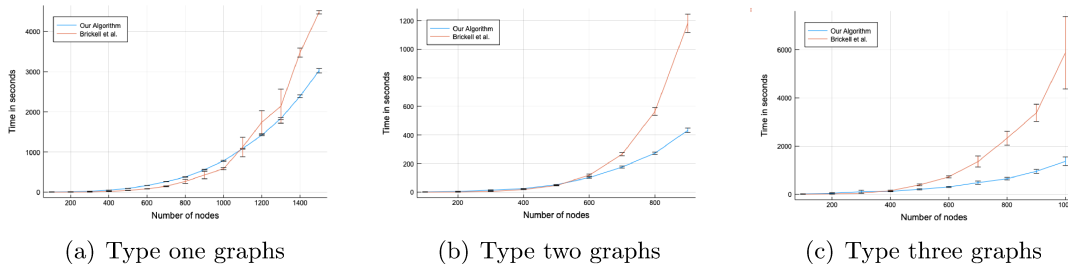 Our Algorithm
Brickell et al.
Time in seconds
4000
3000
2000
1000
0
200
400
600
800
1000
1200
1400
Number of nodes
(a) Type one graphs
Our Algorithm
Brickell et al.
Time in seconds
1200
1000
800
600
400
200
0
200
400
600
800
Number of nodes
(b) Type two graphs
Our Algorithm
Brickell et al.
Time in seconds
6000
4000
2000
0
200
400
600
800
100
Number of nodes
(c) Type three graphs